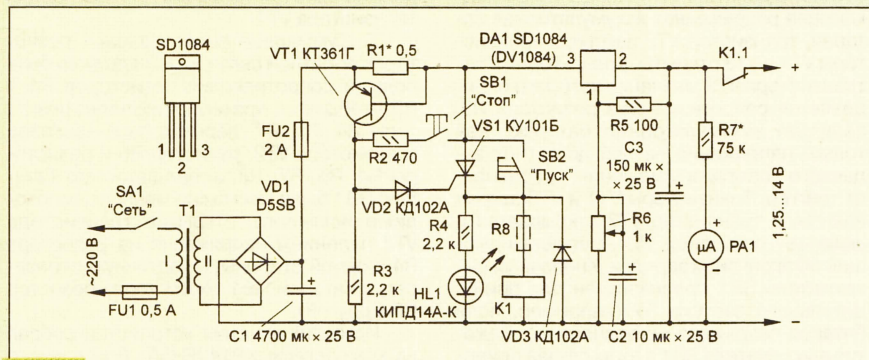 SD1084
1
2
3
SA1
“Сеть”
~220 В
FU1 0,5 А
T1
I
II
VD1
D5SB
FU2
2 А
C1 4700 мк × 25 В
+
VT1 КТ361Г
R1* 0,5
R2 470
SB1
“Стоп”
VS1 КУ101Б
VD2 КД102А
R3
2,2 к
R4
2,2 к
HL1
КИПД14А-К
SB2
“Пуск”
R8
K1
VD3 КД102А
DA1 SD1084
(DV1084)
3
2
1
R5 100
C3
150 мк ×
× 25 В
+
R6
1 к
+
C2 10 мк × 25 В
K1.1
R7*
75 к
+
μA
PA1
+
1,25...14 В
–